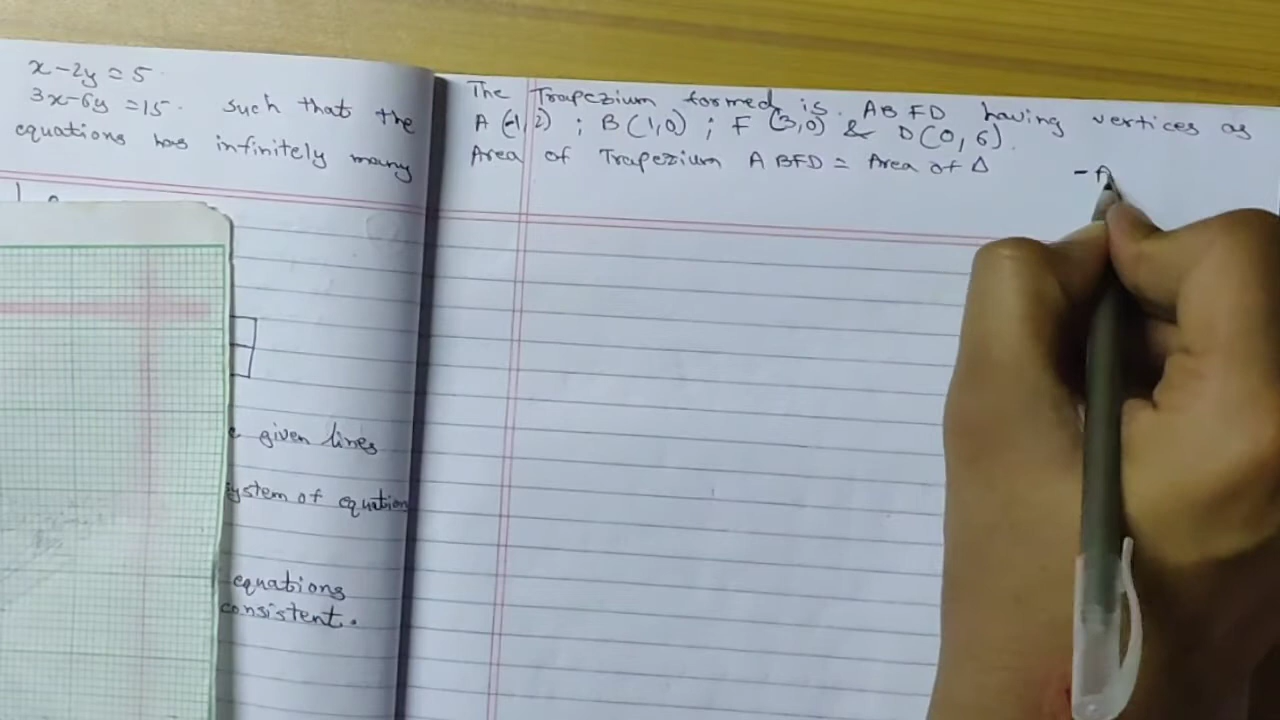 x-2y=5
3x-6y=15. such that the
equations has infinitely many
e given lines
ystem of equation
equations
consistent.
The Trapezium formed is. ABFD having vertices as
A (-1,2) ; B(1,0) ; F (3,0) & D(0,6).
Area of Trapezium ABFD = Area of Δ - A